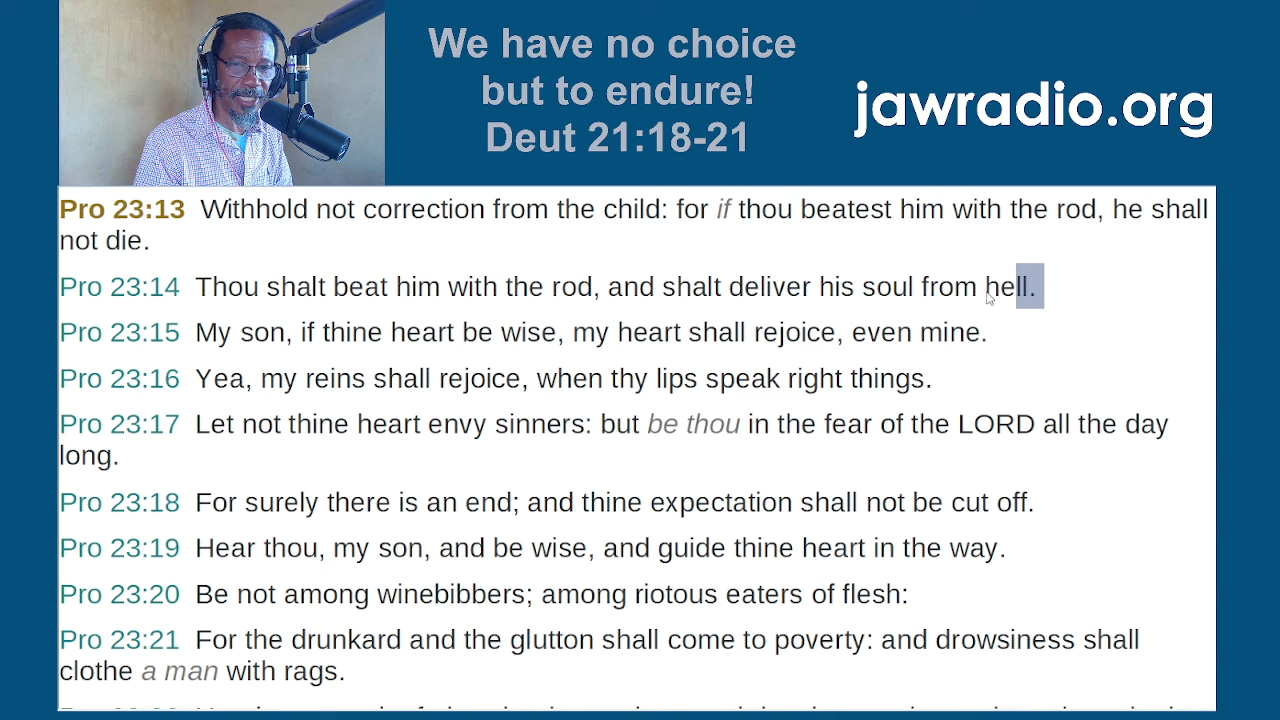 We have no choice
but to endure!
Deut 21:18-21
jawradio.org
Pro 23:13 Withhold not correction from the child: for if thou beatest him with the rod, he shall
not die.
Pro 23:14 Thou shalt beat him with the rod, and shalt deliver his soul from hell.
Pro 23:15 My son, if thine heart be wise, my heart shall rejoice, even mine.
Pro 23:16 Yea, my reins shall rejoice, when thy lips speak right things.
Pro 23:17 Let not thine heart envy sinners: but be thou in the fear of the LORD all the day
long.
Pro 23:18 For surely there is an end; and thine expectation shall not be cut off.
Pro 23:19 Hear thou, my son, and be wise, and guide thine heart in the way.
Pro 23:20 Be not among winebibbers; among riotous eaters of flesh:
Pro 23:21 For the drunkard and the glutton shall come to poverty: and drowsiness shall
clothe a man with rags.